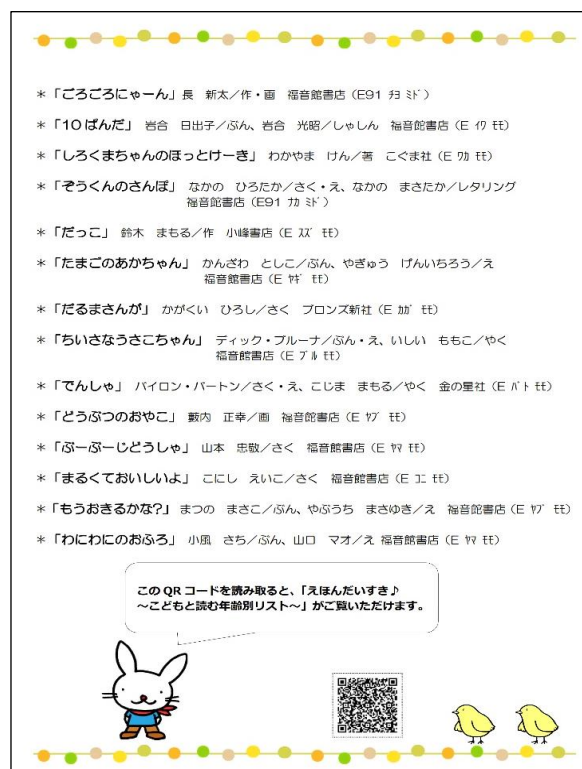 ＊「ごろごろにゃーん」長　新太／作・画　福音館書店（E91 ﾁﾖ ﾐﾄﾞ）
＊「10ぱんだ」岩合　日出子／ぶん、岩合　光昭／しゃしん　福音館書店（E ｲﾜ ﾓﾓ）
＊「しろくまちゃんのほっとけーき」わかやま　けん／著　こぐま社（E ﾜｶ ﾓﾓ）
＊「ぞうくんのさんぽ」なかの　ひろたか／さく・え、なかの　まさたか／レタリング
福音館書店（E91 ﾅｶ ﾐﾄﾞ）
＊「だっこ」鈴木　まもる／作　小峰書店（E ｽｽﾞ ﾓﾓ）
＊「たまごのあかちゃん」かんざわ　としこ／ぶん、やぎゅう　げんいちろう／え
福音館書店（E ﾔｷﾞ ﾓﾓ）
＊「だるまさんが」かがくい　ひろし／さく　ブロンズ新社（E ｶｶﾞ ﾓﾓ）
＊「ちいさなうさこちゃん」ディック・ブルーナ／ぶん・え、いしい　ももこ／やく
福音館書店（E ﾌﾞﾙ ﾓﾓ）
＊「でんしゃ」バイロン・バートン／さく・え、こじま　まもる／やく　金の星社（E ﾊﾞﾄ ﾓﾓ）
＊「どうぶつのおやこ」藪内　正幸／画　福音館書店（E ﾔﾌﾞ ﾓﾓ）
＊「ぶーぶーじどうしゃ」山本　忠敬／さく　福音館書店（E ﾔﾏ ﾓﾓ）
＊「まるくておいしいよ」こにし　えいこ／さく　福音館書店（E ｺﾆ ﾓﾓ）
＊「もうおきるかな?」まつの　まさこ／ぶん、やぶうち　まさゆき／え　福音館書店（E ﾔﾌﾞ ﾓﾓ）
＊「わにわにのおふろ」小風　さち／ぶん、山口　マオ／え 福音館書店（E ﾔﾏ ﾓﾓ）
このQRコードを読み取ると、「えほんだいすき♪
～こどもと読む年齢別リスト～」がご覧いただけます。